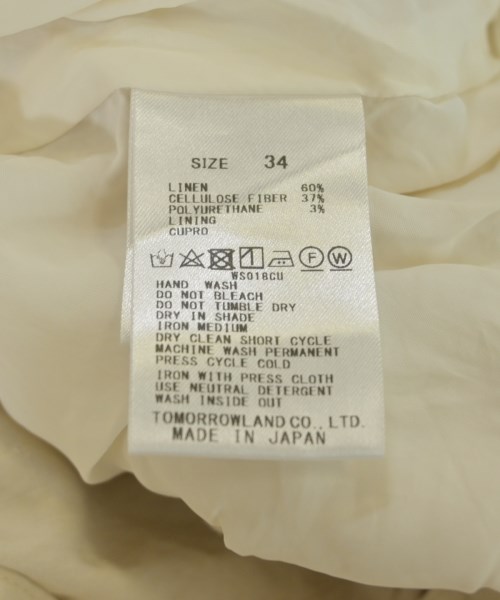 SIZE 34
LINEN 60%
CELLULOSE FIBER 37%
POLYURETHANE 3%
LINING
CUPRO
F W
WS018CU
HAND WASH
DO NOT BLEACH
DO NOT TUMBLE DRY
DRY IN SHADE
IRON MEDIUM
DRY CLEAN SHORT CYCLE
MACHINE WASH PERMANENT
PRESS CYCLE COLD
IRON WITH PRESS CLOTH
USE NEUTRAL DETERGENT
WASH INSIDE OUT
TOMORROWLAND CO., LTD.
MADE IN JAPAN